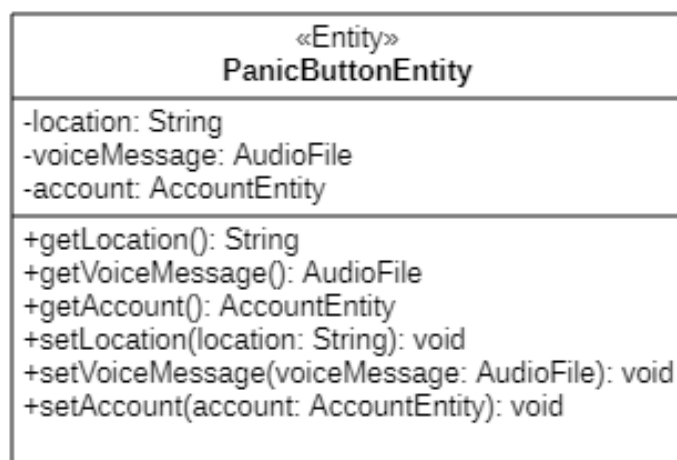 «Entity»
PanicButtonEntity
-location: String
-voiceMessage: AudioFile
-account: AccountEntity
+getLocation(): String
+getVoiceMessage(): AudioFile
+getAccount(): AccountEntity
+setLocation(location: String): void
+setVoiceMessage(voiceMessage: AudioFile): void
+setAccount(account: AccountEntity): void